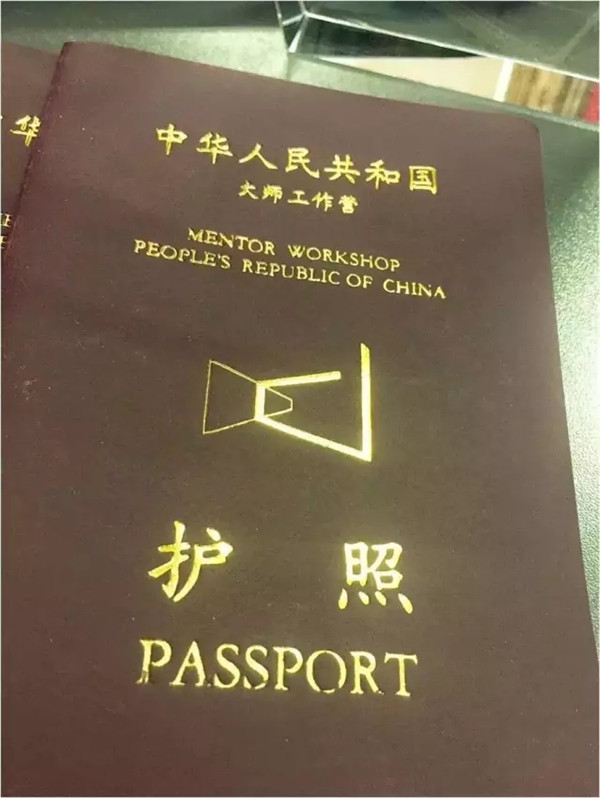 中华人民共和国
大师工作营
MENTOR WORKSHOP
PEOPLE'S REPUBLIC OF CHINA
护照
PASSPORT
华